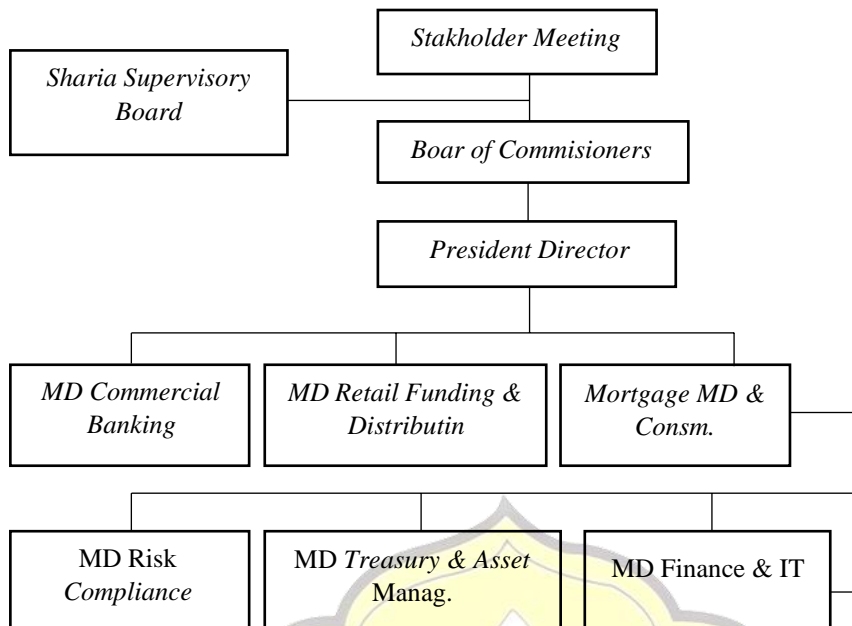 Stakholder Meeting
Sharia Supervisory
Board
Boar of Commisioners
President Director
MD Commercial
Banking
MD Retail Funding &
Distributin
Mortgage MD &
Consm.
MD Risk
Compliance
MD Treasury & Asset
Manag.
MD Finance & IT